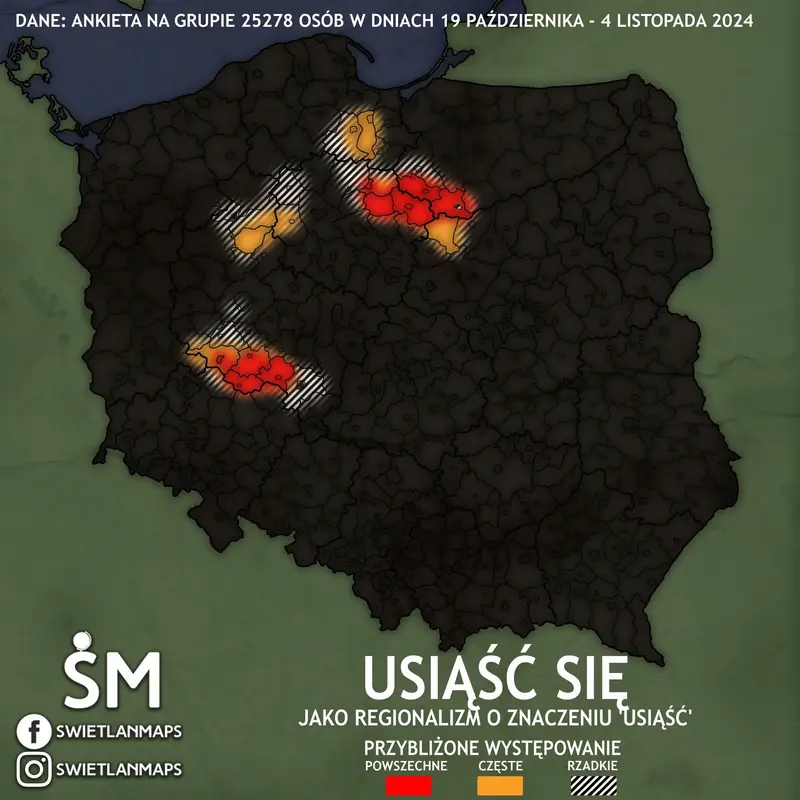 DANE: ANKIETA NA GRUPIE 25278 OSÓB W DNIACH 19 PAŹDZIERNIKA - 4 LISTOPADA 2024
ŚM
SWIETLANMAPS
SWIETLANMAPS
USIĄŚĆ SIĘ
JAKO REGIONALIZM O ZNACZENIU 'USIĄŚĆ'
PRZYBLIŻONE WYSTĘPOWANIE
POWSZECHNE CZĘSTE RZADKIE